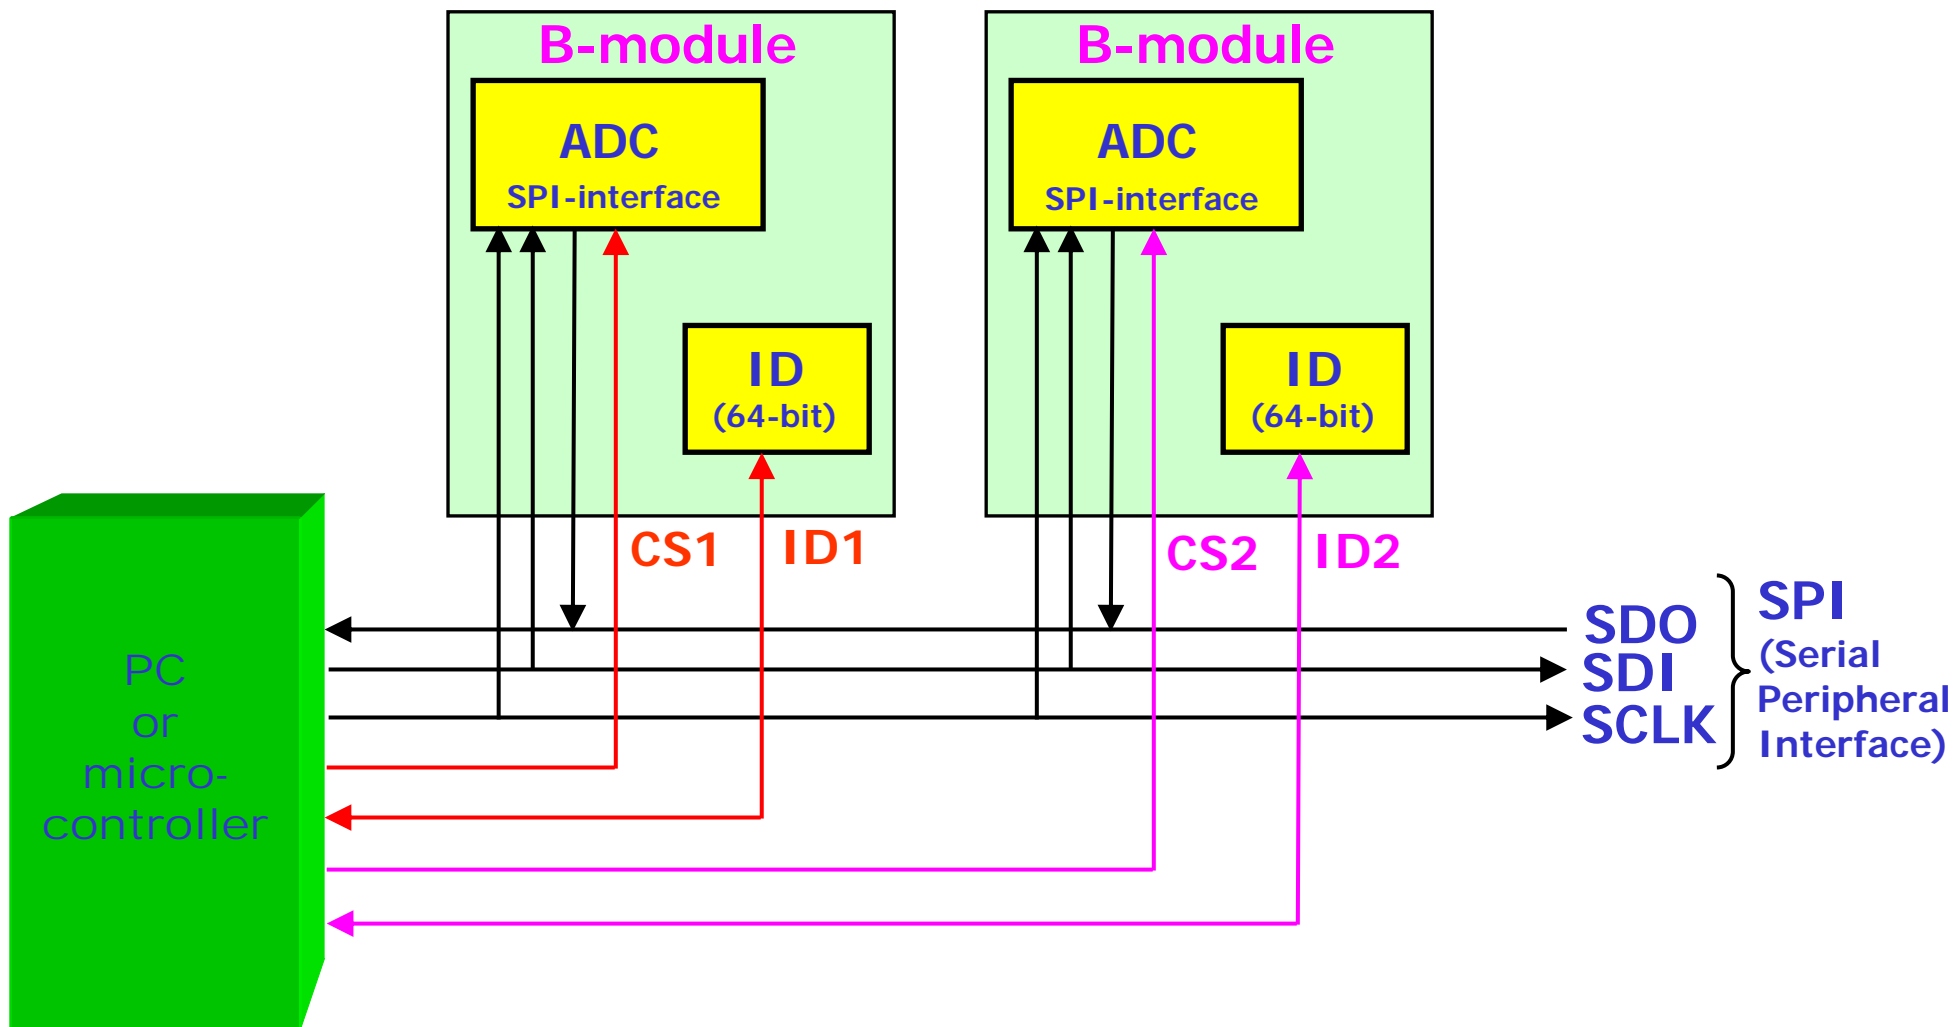 B-module
ADC
SPI-interface
ID
(64-bit)
CS1
ID1
B-module
ADC
SPI-interface
ID
(64-bit)
CS2
ID2
PC
or
micro-
controller
SDO
SDI
SCLK
SPI
(Serial
Peripheral
Interface)